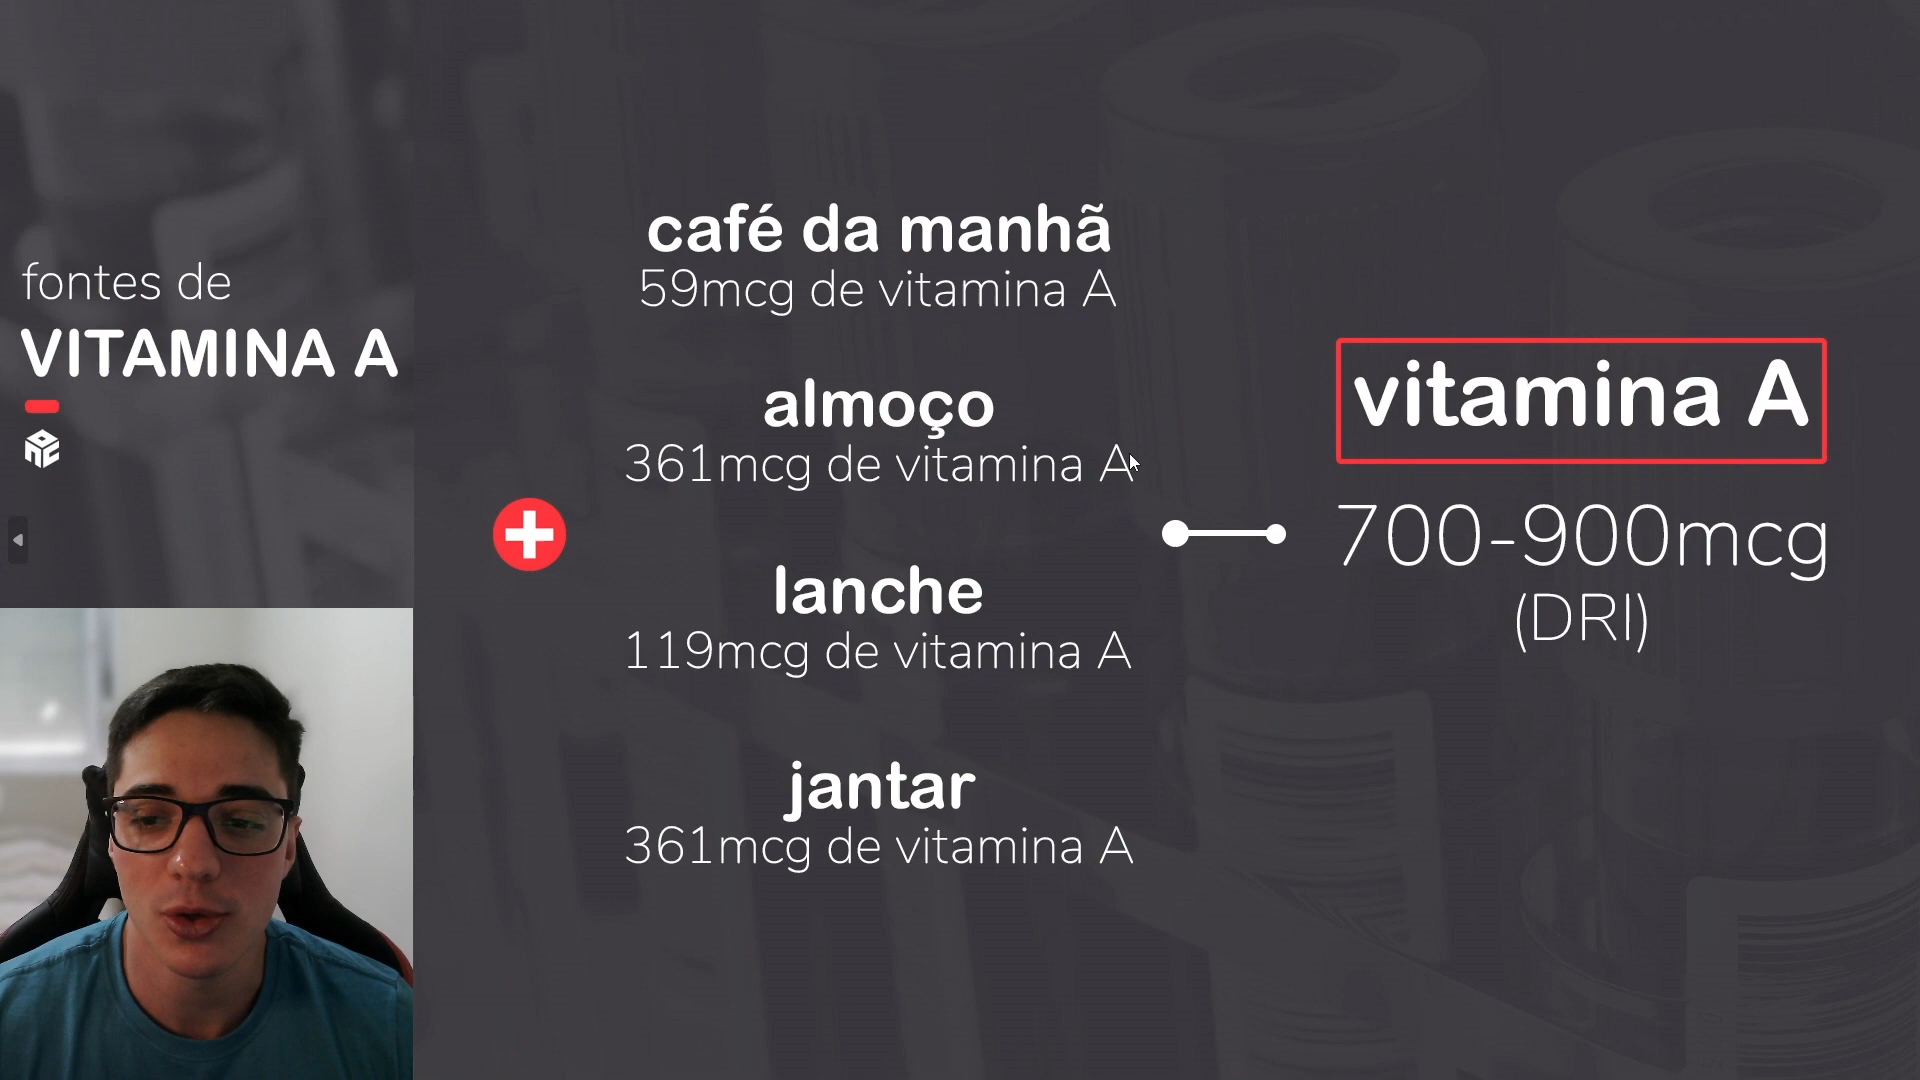 fontes de
VITAMINA A
café da manhã
59mcg de vitamina A
almoço
361mcg de vitamina A
lanche
119mcg de vitamina A
jantar
361mcg de vitamina A
vitamina A
700-900mcg
(DRI)